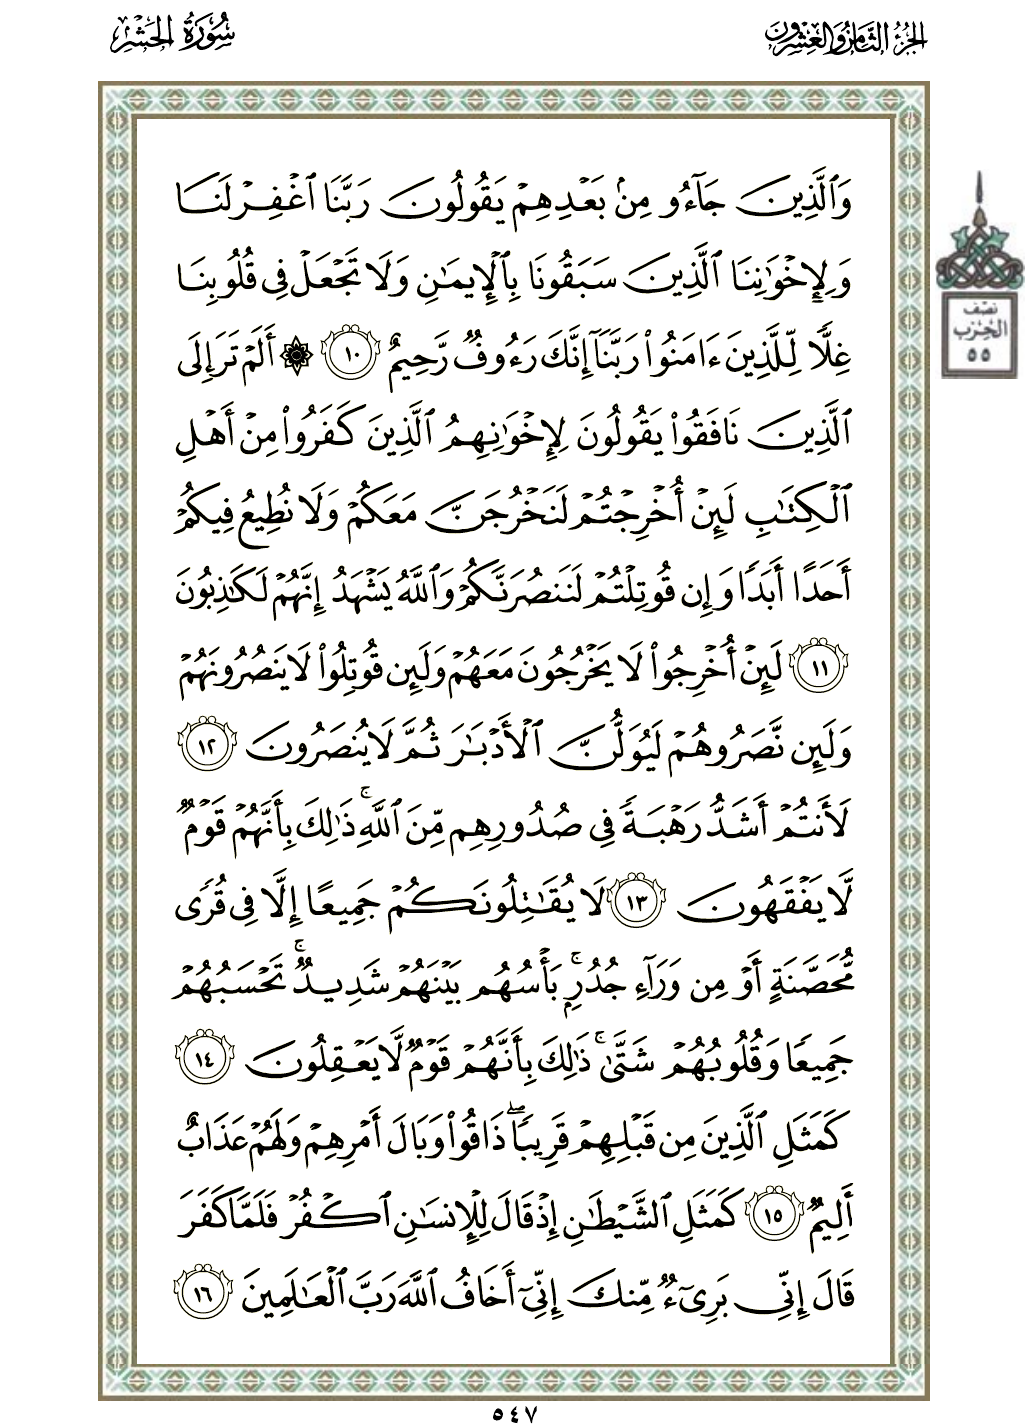 الجزء الثامن والعشرون
سورة الحشر
وَٱلَّذِينَ جَآءُو مِنۢ بَعْدِهِمْ يَقُولُونَ رَبَّنَا ٱغْفِرْ لَنَا
وَلِإِخْوَٰنِنَا ٱلَّذِينَ سَبَقُونَا بِٱلْإِيمَٰنِ وَلَا تَجْعَلْ فِى قُلُوبِنَا
غِلًّا لِّلَّذِينَ ءَامَنُوا۟ رَبَّنَآ إِنَّكَ رَءُوفٌ رَّحِيمٌ ١٠ ۞ أَلَمْ تَرَ إِلَى
نصف
الحزب
٥٥
ٱلَّذِينَ نَافَقُوا۟ يَقُولُونَ لِإِخْوَٰنِهِمُ ٱلَّذِينَ كَفَرُوا۟ مِنْ أَهْلِ
ٱلْكِتَٰبِ لَئِنْ أُخْرِجْتُمْ لَنَخْرُجَنَّ مَعَكُمْ وَلَا نُطِيعُ فِيكُمْ
أَحَدًا أَبَدًا وَإِن قُوتِلْتُمْ لَنَنصُرَنَّكُمْ وَٱللَّهُ يَشْهَدُ إِنَّهُمْ لَكَٰذِبُونَ
١١ لَئِنْ أُخْرِجُوا۟ لَا يَخْرُجُونَ مَعَهُمْ وَلَئِن قُوتِلُوا۟ لَا يَنصُرُونَهُمْ
وَلَئِن نَّصَرُوهُمْ لَيُوَلُّنَّ ٱلْأَدْبَٰرَ ثُمَّ لَا يُنصَرُونَ ١٢
لَأَنتُمْ أَشَدُّ رَهْبَةً فِى صُدُورِهِم مِّنَ ٱللَّهِ ۚ ذَٰلِكَ بِأَنَّهُمْ قَوْمٌ
لَّا يَفْقَهُونَ ١٣ لَا يُقَٰتِلُونَكُمْ جَمِيعًا إِلَّا فِى قُرًى
مُّحَصَّنَةٍ أَوْ مِن وَرَآءِ جُدُرٍۭ ۚ بَأْسُهُم بَيْنَهُمْ شَدِيدٌ ۚ تَحْسَبُهُمْ
جَمِيعًا وَقُلُوبُهُمْ شَتَّىٰ ۚ ذَٰلِكَ بِأَنَّهُمْ قَوْمٌ لَّا يَعْقِلُونَ ١٤
كَمَثَلِ ٱلَّذِينَ مِن قَبْلِهِمْ قَرِيبًا ۖ ذَاقُوا۟ وَبَالَ أَمْرِهِمْ وَلَهُمْ عَذَابٌ
أَلِيمٌ ١٥ كَمَثَلِ ٱلشَّيْطَٰنِ إِذْ قَالَ لِلْإِنسَٰنِ ٱكْفُرْ فَلَمَّا كَفَرَ
قَالَ إِنِّى بَرِىٓءٌ مِّنكَ إِنِّىٓ أَخَافُ ٱللَّهَ رَبَّ ٱلْعَٰلَمِينَ ١٦
٥٤٧